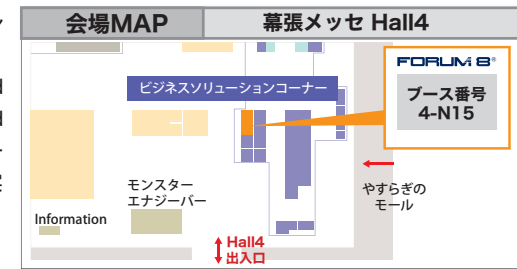 会場MAP
幕張メッセ Hall4
FORUM 8®
ブース番号
4-N15
ビジネスソリューションコーナー
モンスター
エナジーバー
やすらぎの
モール
Information
Hall4
出入口